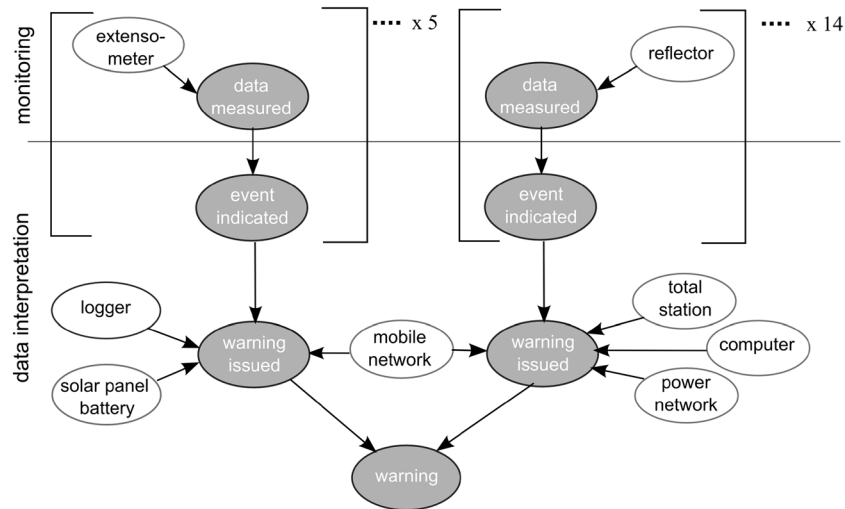 monitoring
extenso-
meter
data
measured
.... x 5
data
measured
reflector
.... x 14
event
indicated
event
indicated
data interpretation
logger
solar panel
battery
warning
issued
mobile
network
warning
issued
total
station
computer
power
network
warning